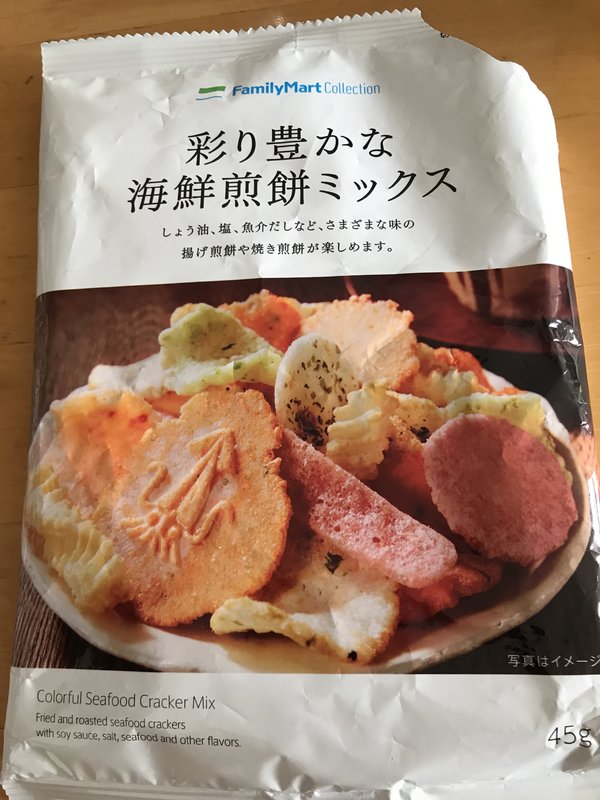 FamilyMart Collection
彩り豊かな
海鮮煎餅ミックス
しょう油、塩、魚介だしなど、さまざまな味の
揚げ煎餅や焼き煎餅が楽しめます。
写真はイメージ
Colorful Seafood Cracker Mix
Fried and roasted seafood crackers
with soy sauce, salt, seafood and other flavors.
45g